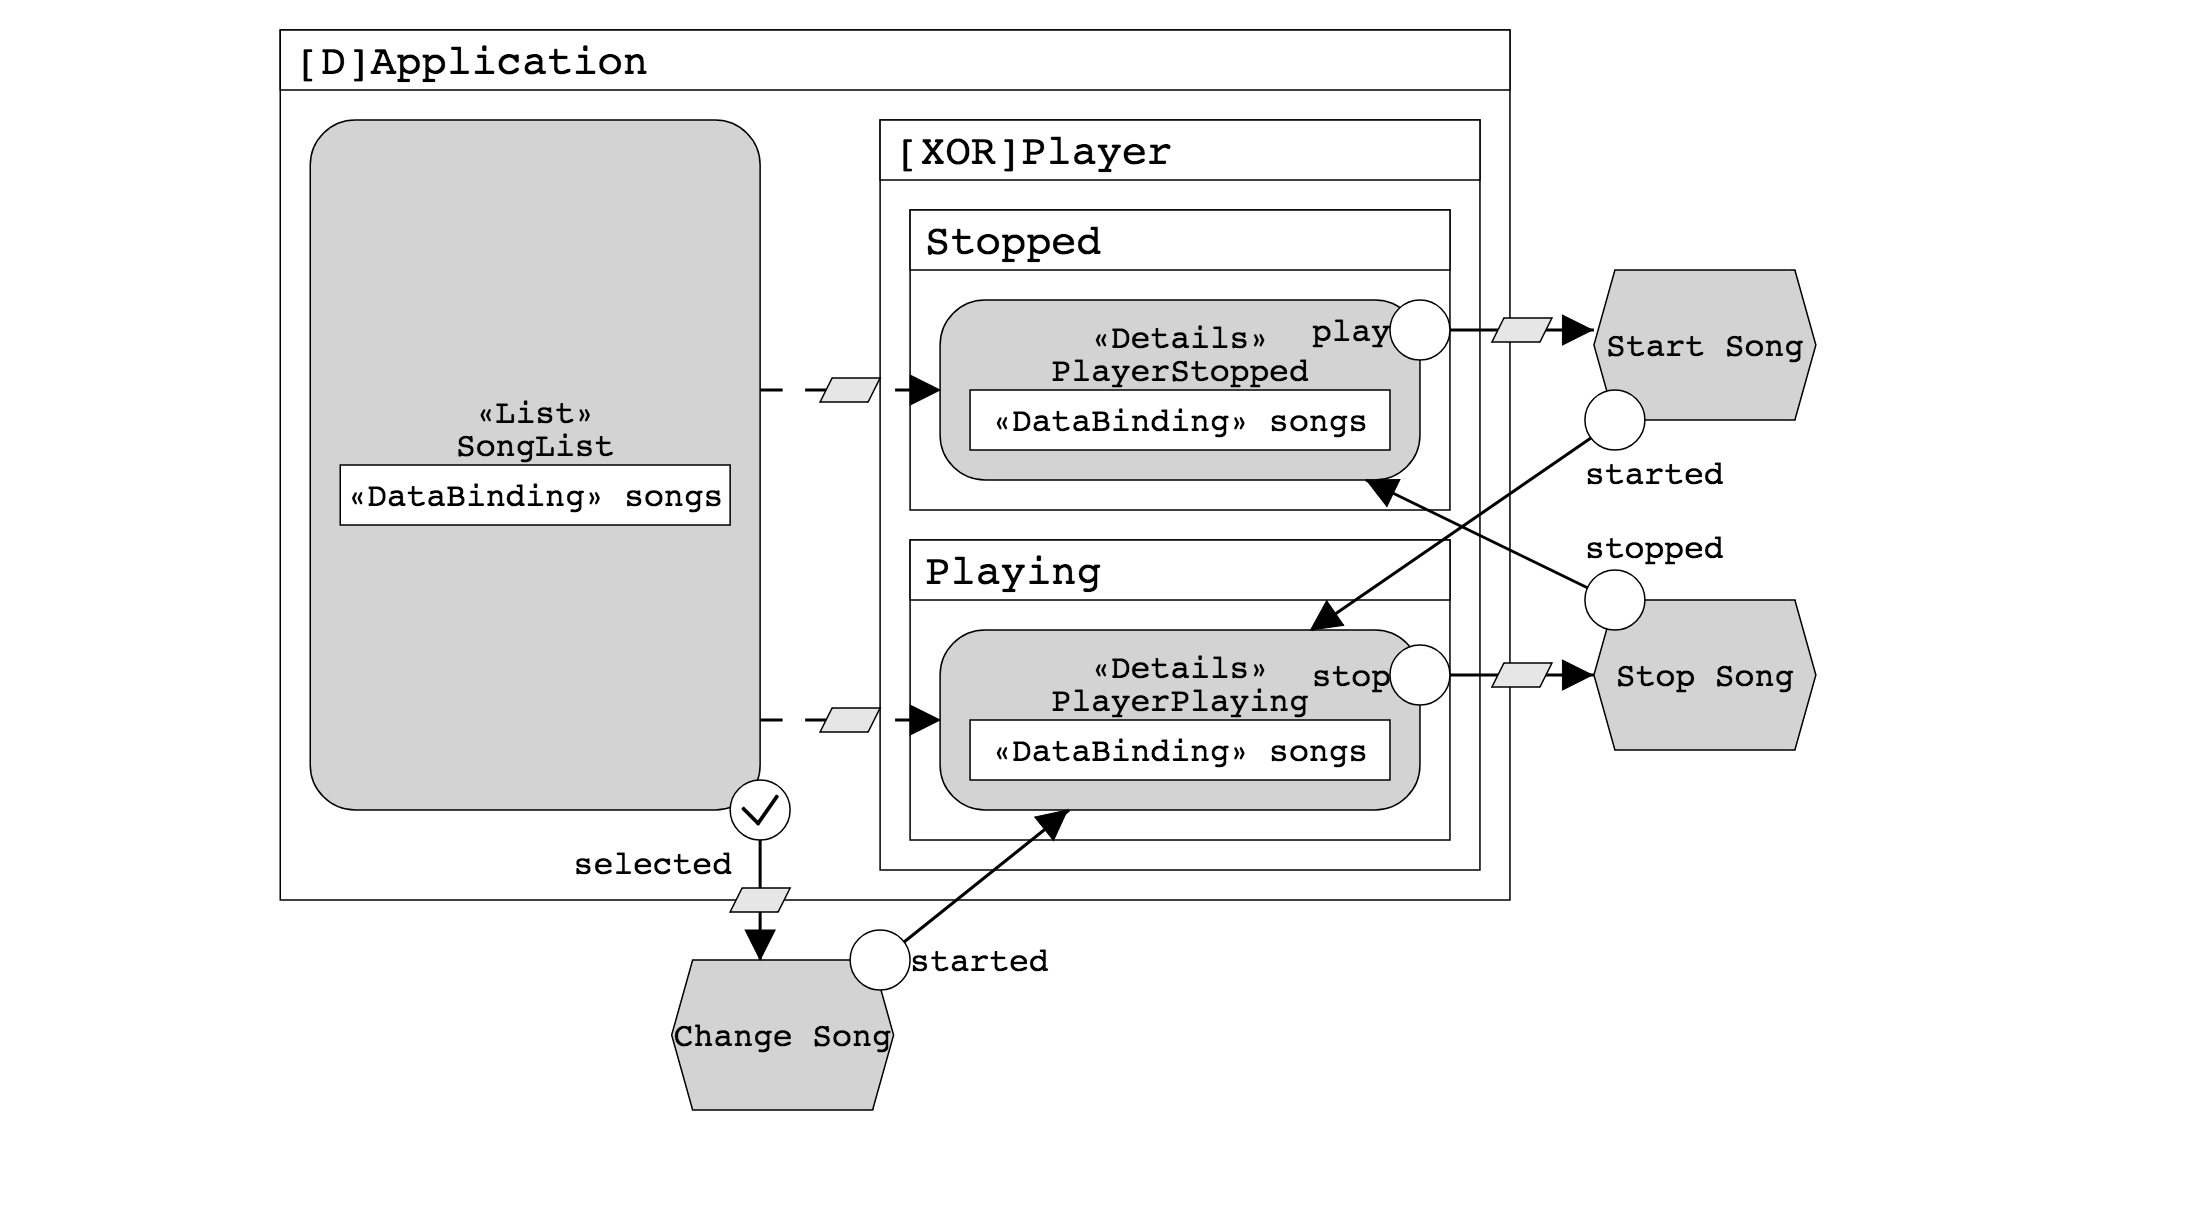 [D]Application
[XOR]Player
Stopped
«Details»
PlayerStopped
play
«DataBinding» songs
Start Song
started
«List»
SongList
«DataBinding» songs
stopped
Playing
«Details»
PlayerPlaying
stop
«DataBinding» songs
Stop Song
selected
started
Change Song